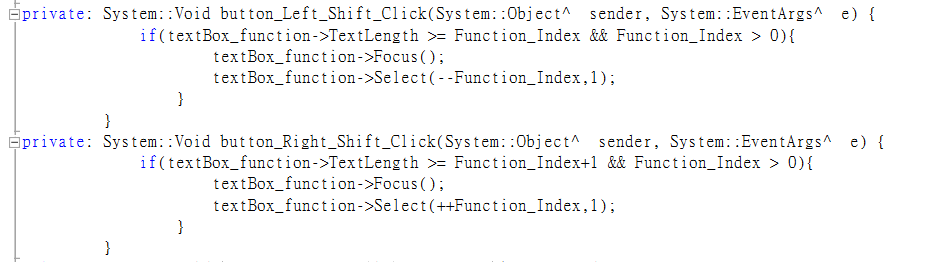 private: System::Void button_Left_Shift_Click(System::Object^  sender, System::EventArgs^  e) {
if(textBox_function->TextLength >= Function_Index && Function_Index > 0){
textBox_function->Focus();
textBox_function->Select(--Function_Index,1);
}
}
private: System::Void button_Right_Shift_Click(System::Object^  sender, System::EventArgs^  e) {
if(textBox_function->TextLength >= Function_Index+1 && Function_Index > 0){
textBox_function->Focus();
textBox_function->Select(++Function_Index,1);
}
}